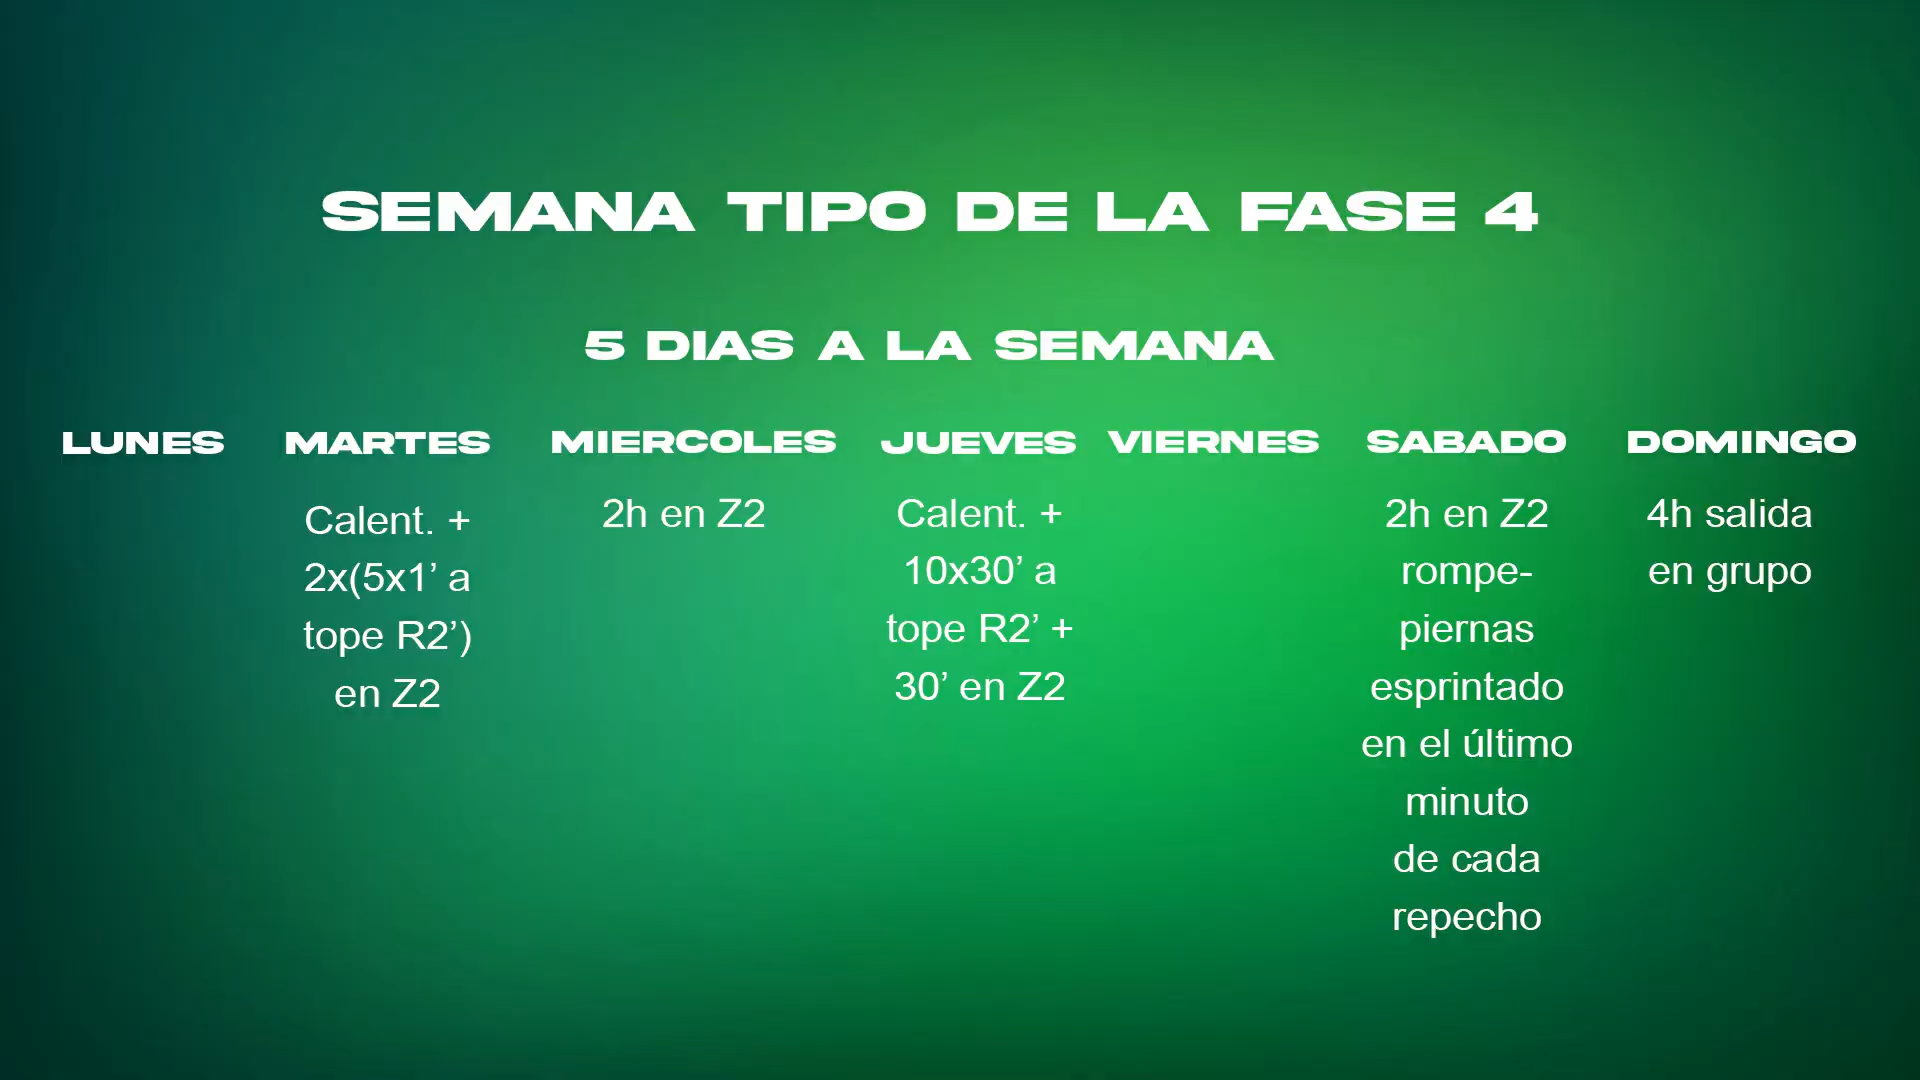 SEMANA TIPO DE LA FASE 4
5 DIAS A LA SEMANA
LUNES
MARTES
Calent. +
2x(5x1’ a
tope R2’)
en Z2
MIERCOLES
2h en Z2
JUEVES
Calent. +
10x30’ a
tope R2’ +
30’ en Z2
VIERNES
SABADO
2h en Z2
rompe-
piernas
esprintado
en el último
minuto
de cada
repecho
DOMINGO
4h salida
en grupo